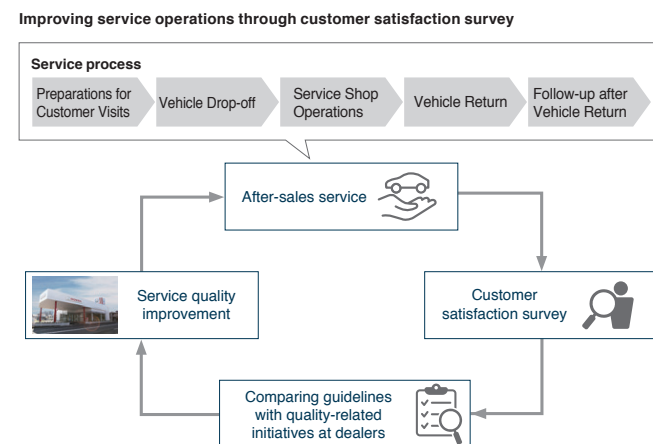 Improving service operations through customer satisfaction survey
Service process
Preparations for
Customer Visits
Vehicle Drop-off
Service Shop
Operations
Vehicle Return
Follow-up after
Vehicle Return
After-sales service
Service quality
improvement
Customer
satisfaction survey
Comparing guidelines
with quality-related
initiatives at dealers